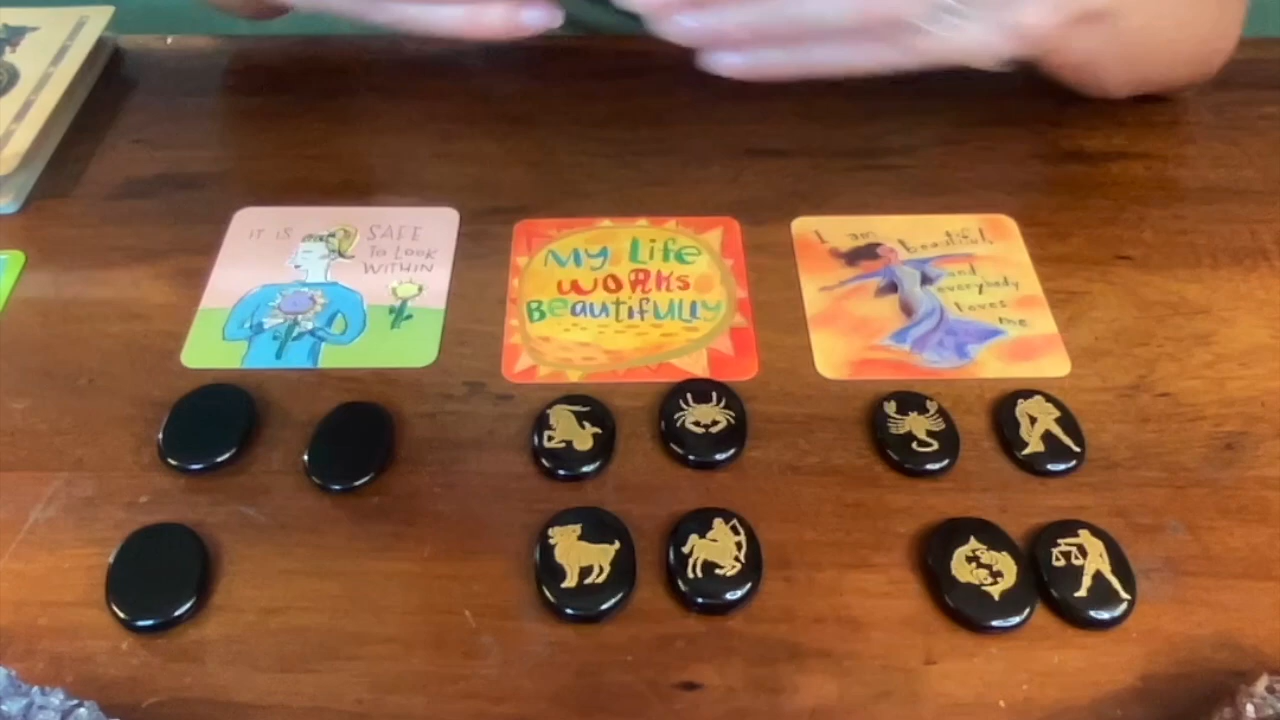 IT IS SAFE
TO LOOK
WITHIN
My Life
WORKS
BeautifULLY
I am beautiful,
and
everybody
loves
me